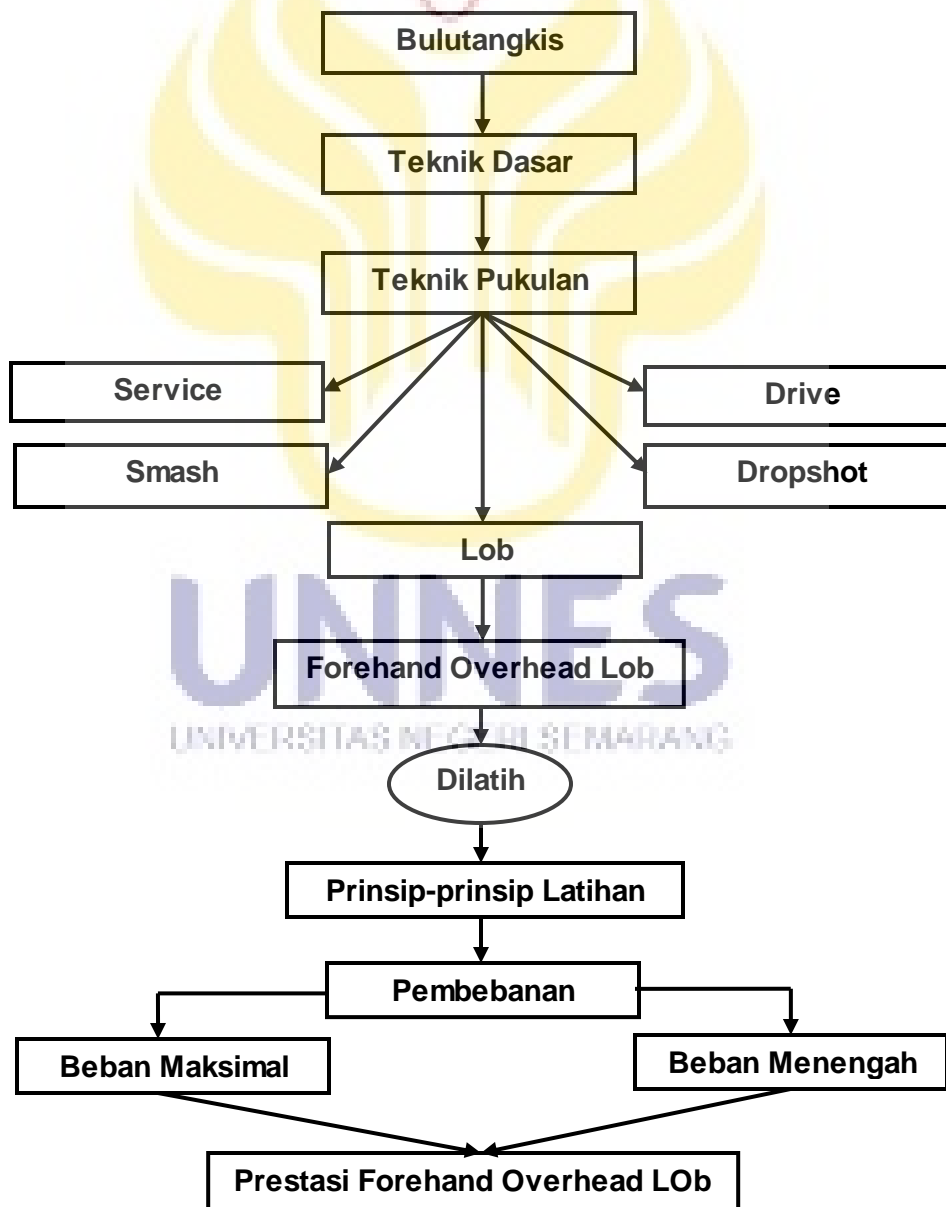 Bulutangkis
Teknik Dasar
Teknik Pukulan
Service
Drive
Smash
Dropshot
Lob
UNNES
Forehand Overhead Lob
UNIVERSITAS NEGERI SEMARANG
Dilatih
Prinsip-prinsip Latihan
Pembebanan
Beban Maksimal
Beban Menengah
Prestasi Forehand Overhead LOb